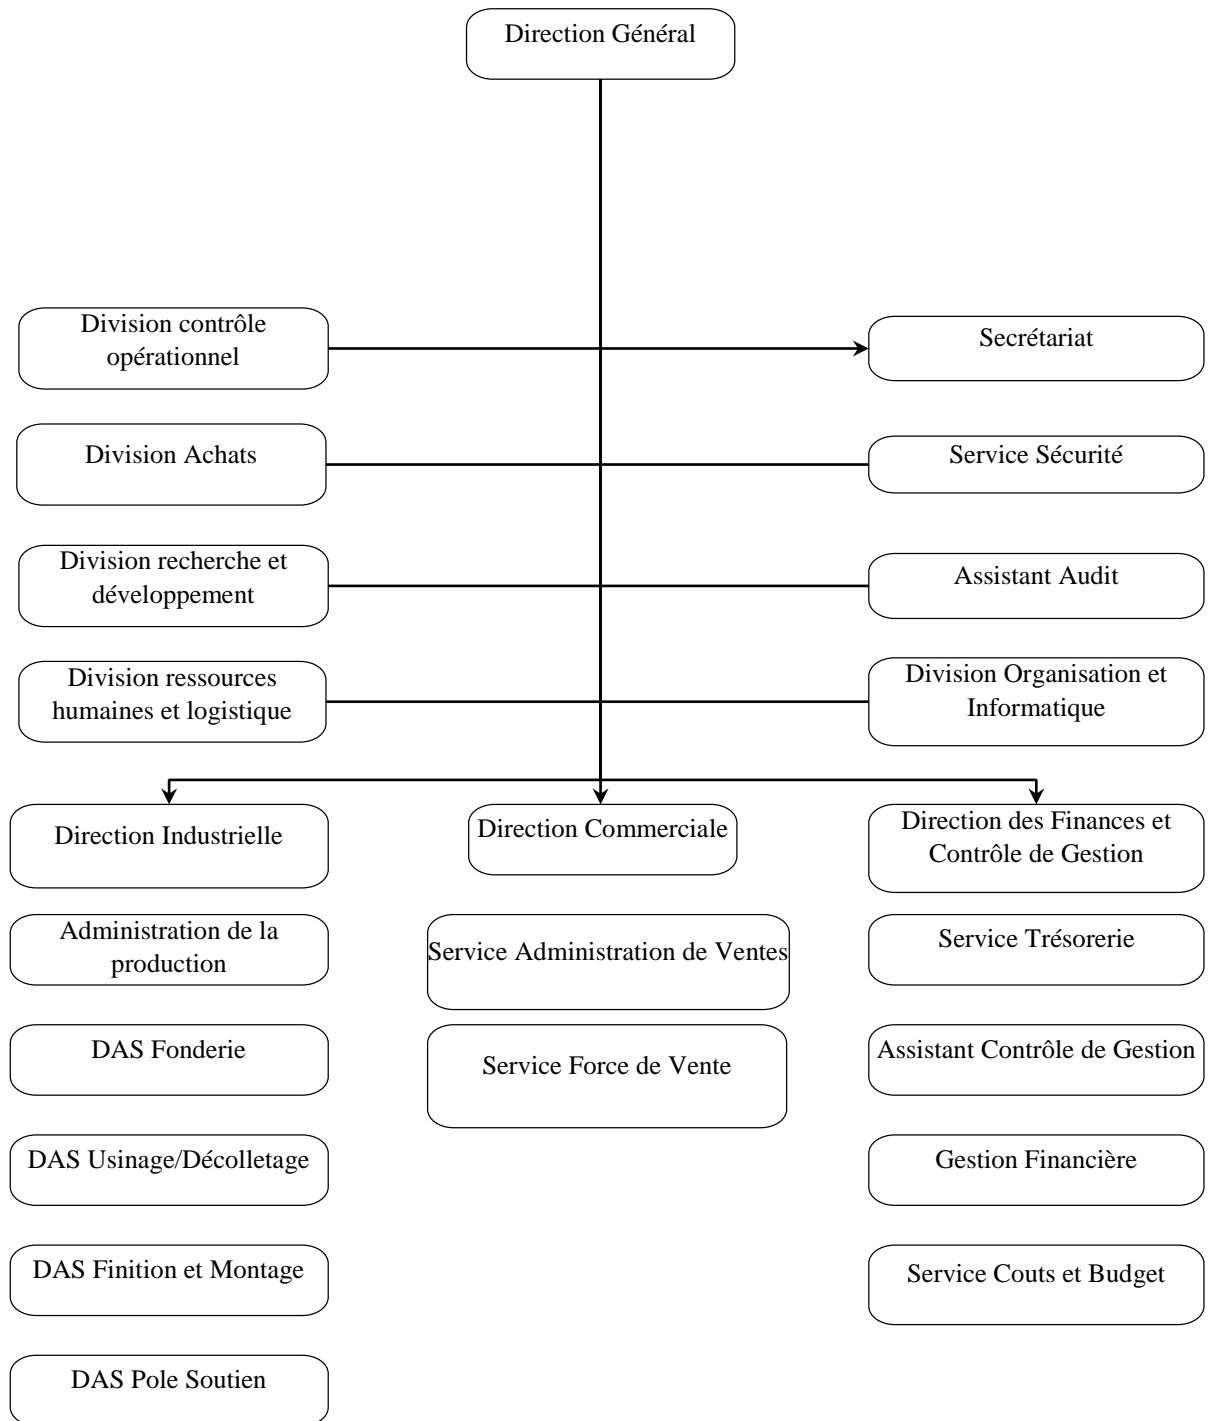 Direction Général
Division contrôle
opérationnel
Secrétariat
Division Achats
Service Sécurité
Division recherche et
développement
Assistant Audit
Division ressources
humaines et logistique
Division Organisation et
Informatique
Direction Industrielle
Direction Commerciale
Direction des Finances et
Contrôle de Gestion
Administration de la
production
Service Administration de Ventes
Service Trésorerie
DAS Fonderie
Service Force de Vente
Assistant Contrôle de Gestion
DAS Usinage/Décolletage
Gestion Financière
DAS Finition et Montage
Service Couts et Budget
DAS Pole Soutien